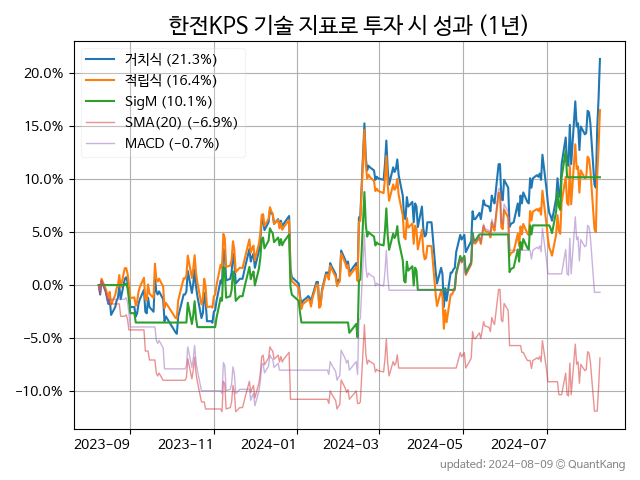 한전KPS 기술 지표로 투자 시 성과 (1년)
거치식 (21.3%)
적립식 (16.4%)
SigM (10.1%)
SMA(20) (−6.9%)
MACD (−0.7%)
20.0%
15.0%
10.0%
5.0%
0.0%
−5.0%
−10.0%
2023-09 2023-11 2024-01 2024-03 2024-05 2024-07
updated: 2024-08-09 © QuantKang